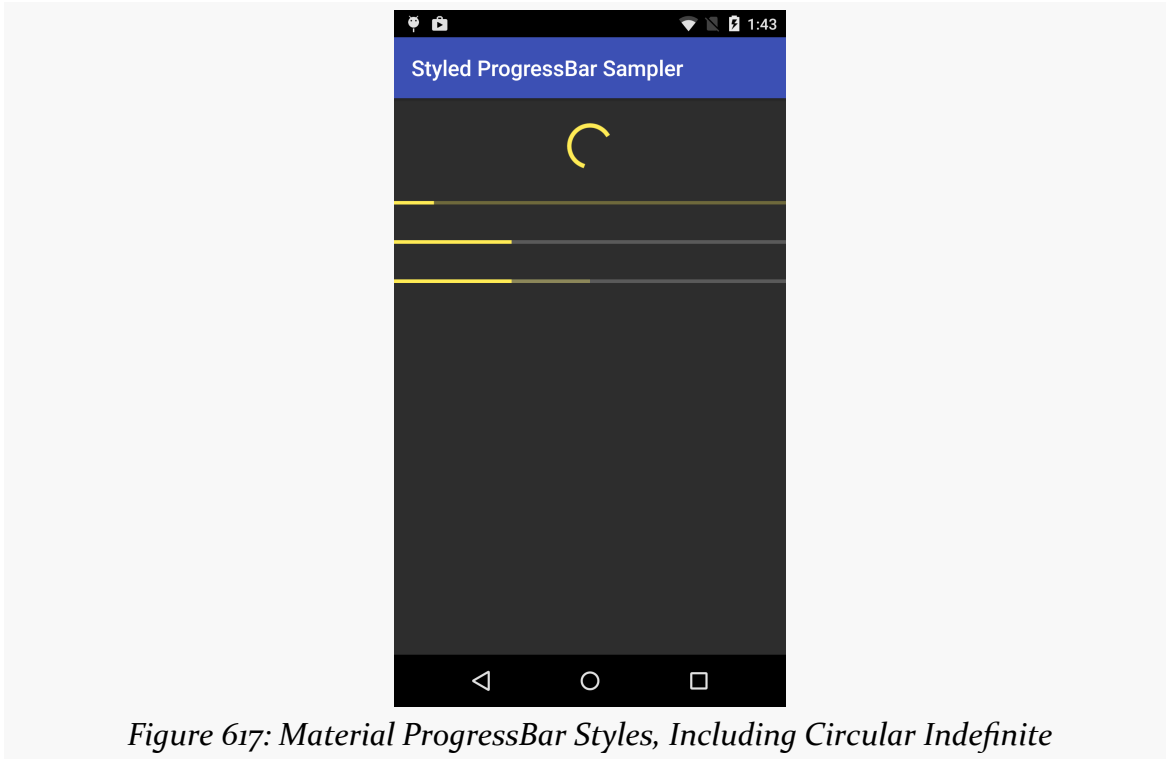 1:43
Styled ProgressBar Sampler
Figure 617: Material ProgressBar Styles, Including Circular Indefinite